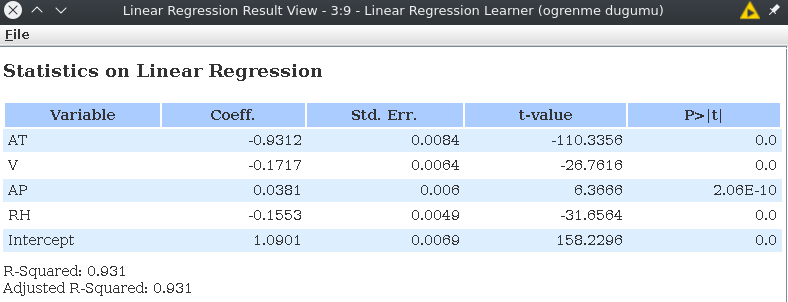 Linear Regression Result View - 3:9 - Linear Regression Learner (ogrenme dugumu)
File
Statistics on Linear Regression
Variable Coeff. Std. Err. t-value P>|t|
AT -0.9312 0.0084 -110.3356 0.0
V -0.1717 0.0064 -26.7616 0.0
AP 0.0381 0.006 6.3666 2.06E-10
RH -0.1553 0.0049 -31.6564 0.0
Intercept 1.0901 0.0069 158.2296 0.0
R-Squared: 0.931
Adjusted R-Squared: 0.931